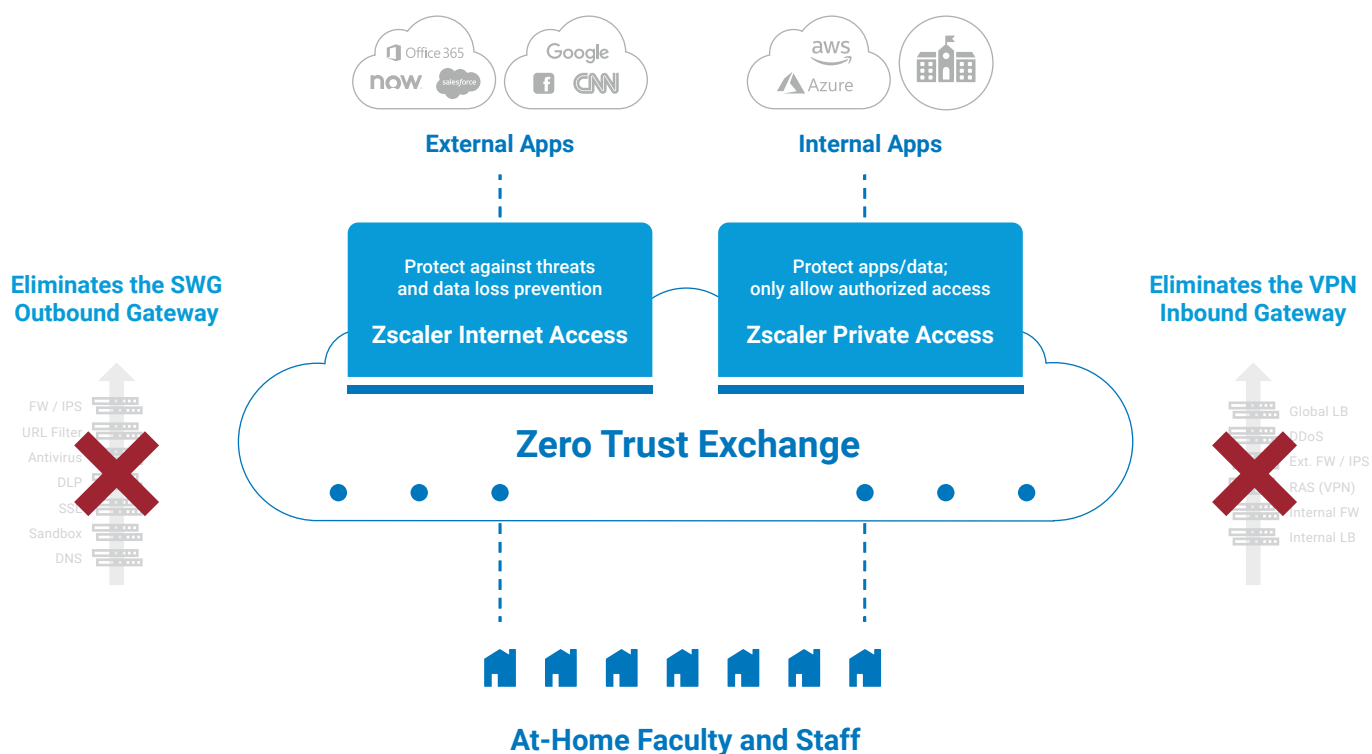 Office 365
now
salesforce
Google
f
CNN
aws
Azure
External Apps
Internal Apps
Eliminates the SWG
Outbound Gateway
FW / IPS
URL Filter
Antivirus
DLP
SSL
Sandbox
DNS
Protect against threats
and data loss prevention
Zscaler Internet Access
Protect apps/data;
only allow authorized access
Zscaler Private Access
Zero Trust Exchange
Eliminates the VPN
Inbound Gateway
Global LB
DDoS
Ext. FW / IPS
RAS (VPN)
Internal FW
Internal LB
At-Home Faculty and Staff